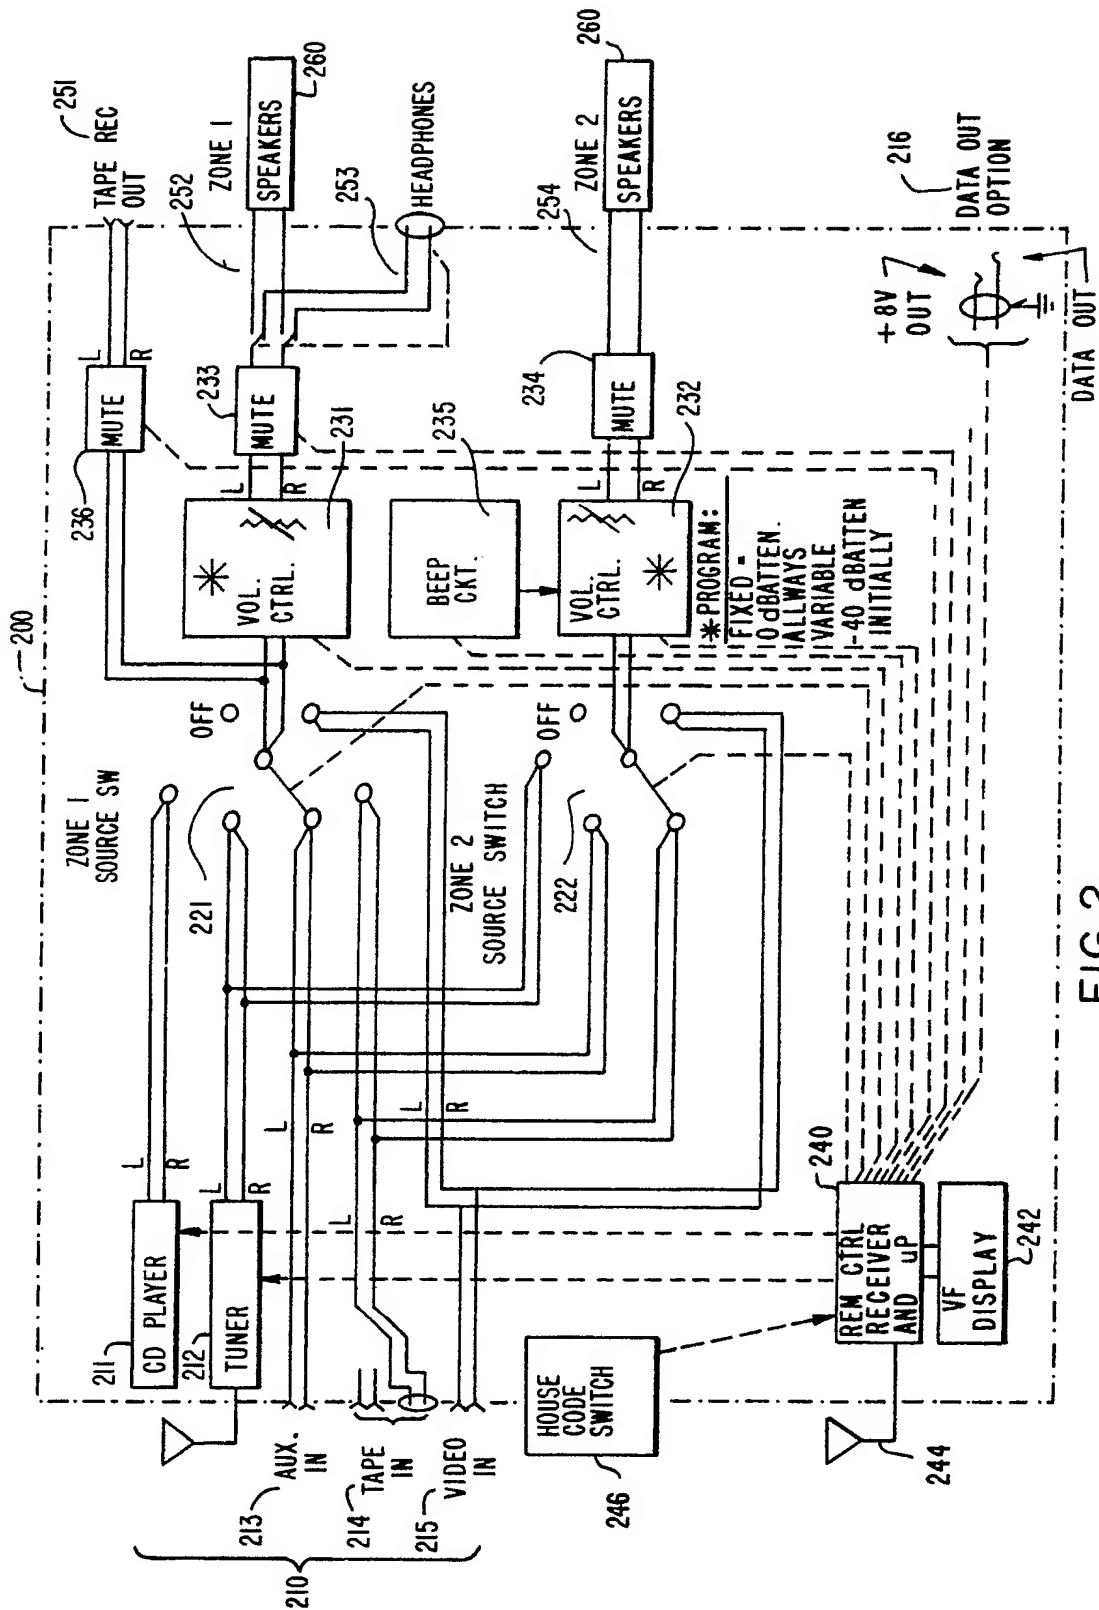 200
251
TAPE REC
OUT
L
R
MUTE
236
ZONE 1
SPEAKERS
260
252
253
HEADPHONES
MUTE
233
L
R
VOL.
CTRL.
*
231
ZONE 1
SOURCE SW
OFF
221
CD PLAYER
211
L
R
TUNER
212
L
R
210
213
AUX.
IN
L
R
214
TAPE
IN
L
R
215
VIDEO
IN
L
R
BEEP
CKT.
235
ZONE 2
SPEAKERS
260
254
MUTE
234
L
R
VOL.
CTRL.
*
232
*PROGRAM:
FIXED =
0 dBATTEN.
ALLWAYS
VARIABLE
-40 dBATTEN
INITIALLY
ZONE 2
SOURCE SWITCH
OFF
222
HOUSE
CODE
SWITCH
246
REM CTRL
RECEIVER
AND uP
240
VF
DISPLAY
242
244
216
DATA OUT
OPTION
+8V
OUT
DATA OUT